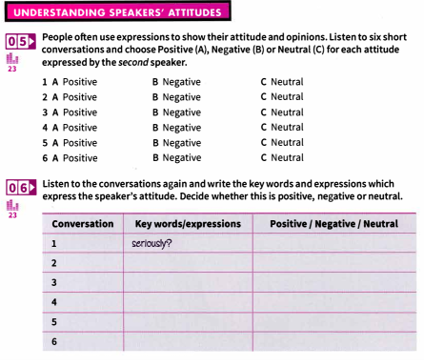 UNDERSTANDING SPEAKERS' ATTITUDES
05 People often use expressions to show their attitude and opinions. Listen to six short
conversations and choose Positive (A), Negative (B) or Neutral (C) for each attitude
expressed by the second speaker.
23
1 A Positive B Negative C Neutral
2 A Positive B Negative C Neutral
3 A Positive B Negative C Neutral
4 A Positive B Negative C Neutral
5 A Positive B Negative C Neutral
6 A Positive B Negative C Neutral
06 Listen to the conversations again and write the key words and expressions which
express the speaker's attitude. Decide whether this is positive, negative or neutral.
23
Conversation Key words/expressions Positive / Negative / Neutral
1 seriously?
2
3
4
5
6